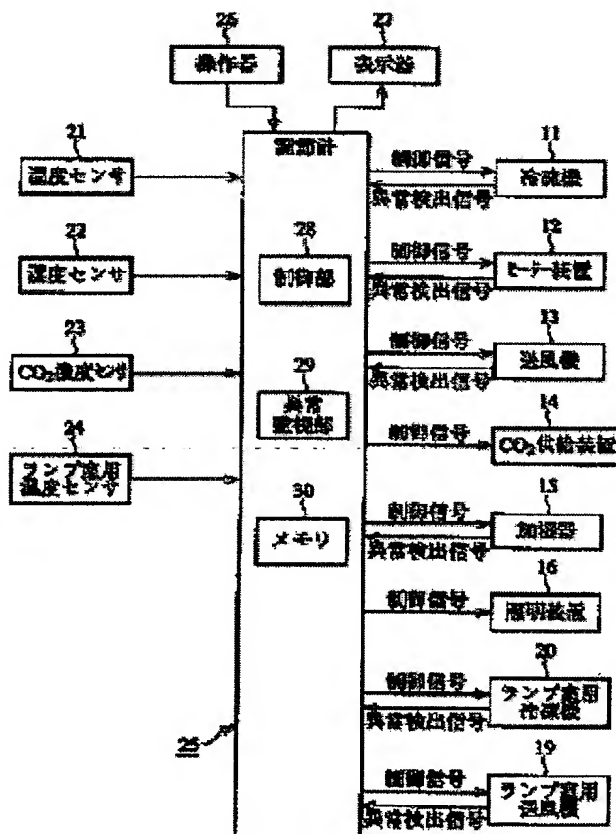 26
27
操作器
表示器
21
温度センサ
22
湿度センサ
23
CO₂濃度センサ
24
ランプ室用
温度センサ
28
制御部
29
異常
監視部
30
メモリ
25
制御信号
11
冷凍機
異常検出信号
制御信号
12
ヒーター装置
異常検出信号
制御信号
13
送風機
異常検出信号
制御信号
14
CO₂供給装置
制御信号
15
加湿器
異常検出信号
制御信号
16
照明装置
制御信号
20
ランプ室用
冷凍機
異常検出信号
制御信号
19
ランプ室用
送風機
異常検出信号